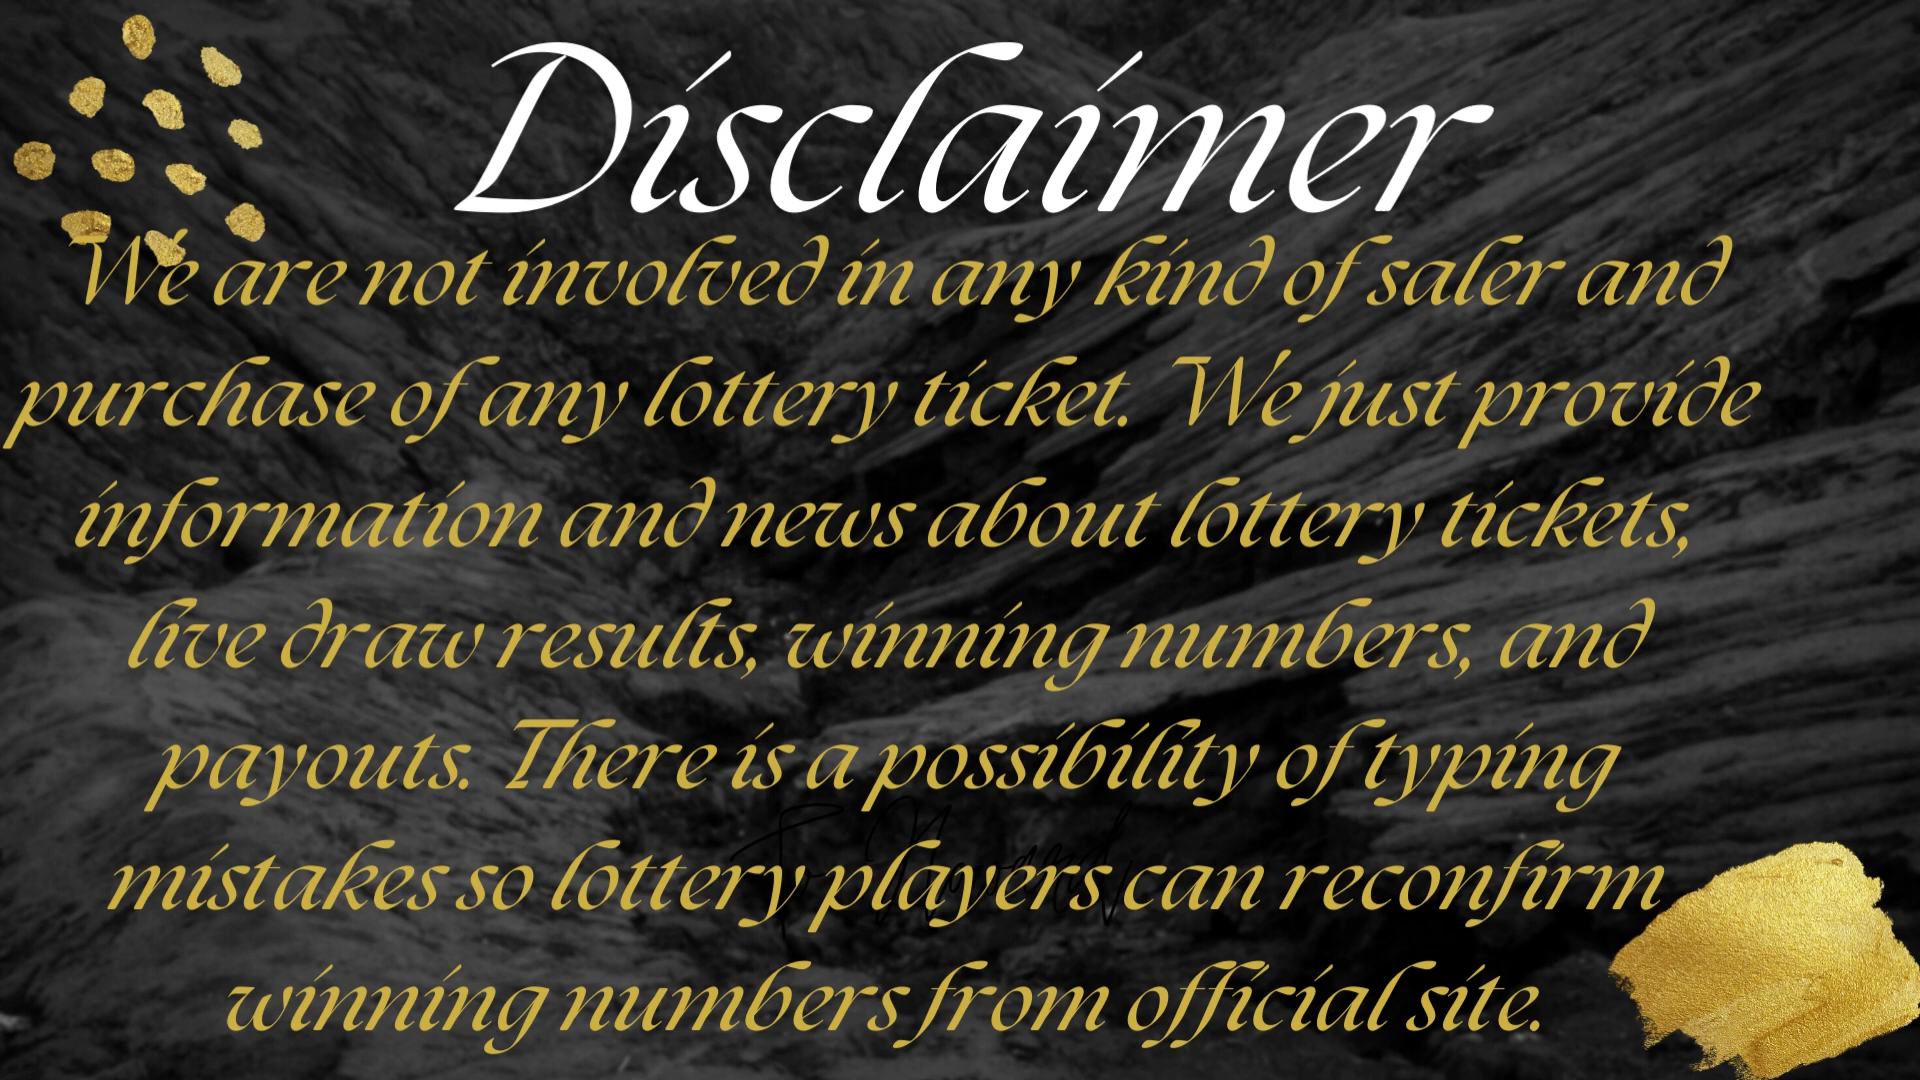 Disclaimer
We are not involved in any kind of saler and
purchase of any lottery ticket. We just provide
information and news about lottery tickets,
live draw results, winning numbers, and
payouts. There is a possibility of typing
mistakes so lottery players can reconfirm
winning numbers from official site.